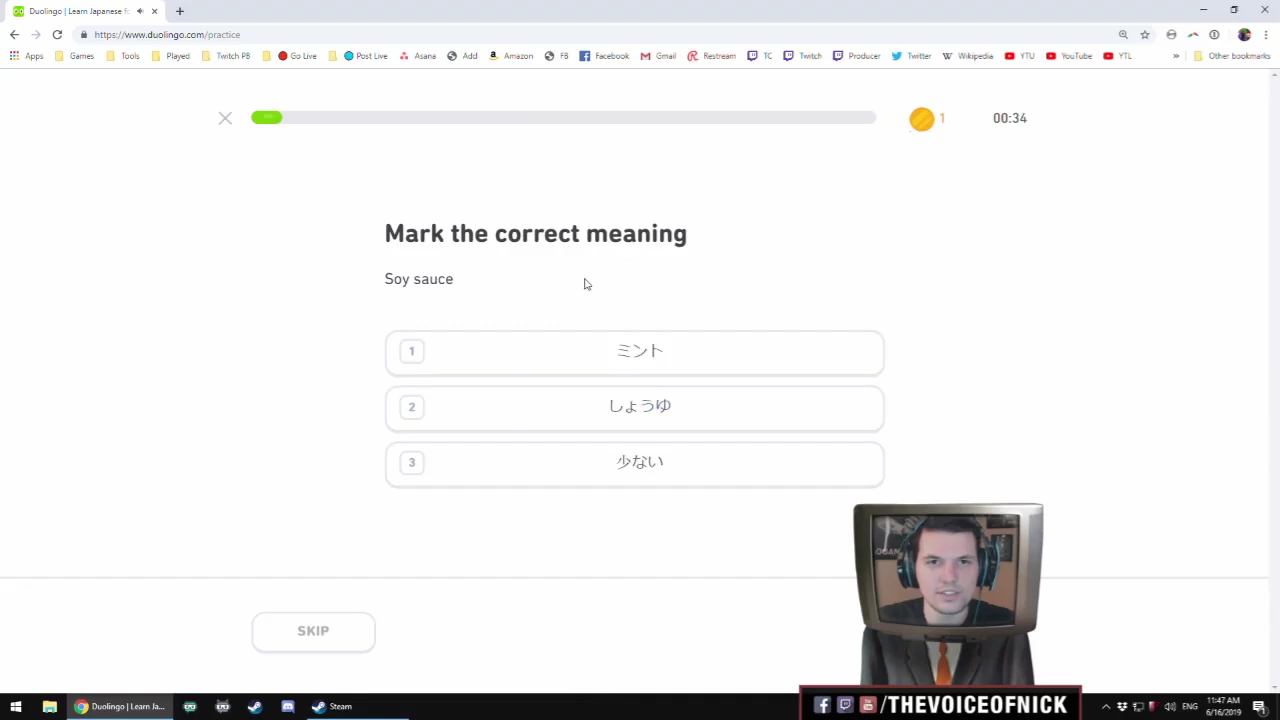 Duolingo | Learn Japanese fo
https://www.duolingo.com/practice
Apps Games Tools Played Twitch PB Go Live Post Live Asana Add Amazon FB Facebook Gmail Restream TC Twitch Producer Twitter Wikipedia YTU YouTube YTL » Other bookmarks
1 00:34
Mark the correct meaning
Soy sauce
1 ミント
2 しょうゆ
3 少ない
SKIP
/THEVOICEOFNICK
Duolingo | Learn Ja... Steam ENG 11:47 AM
6/16/2019